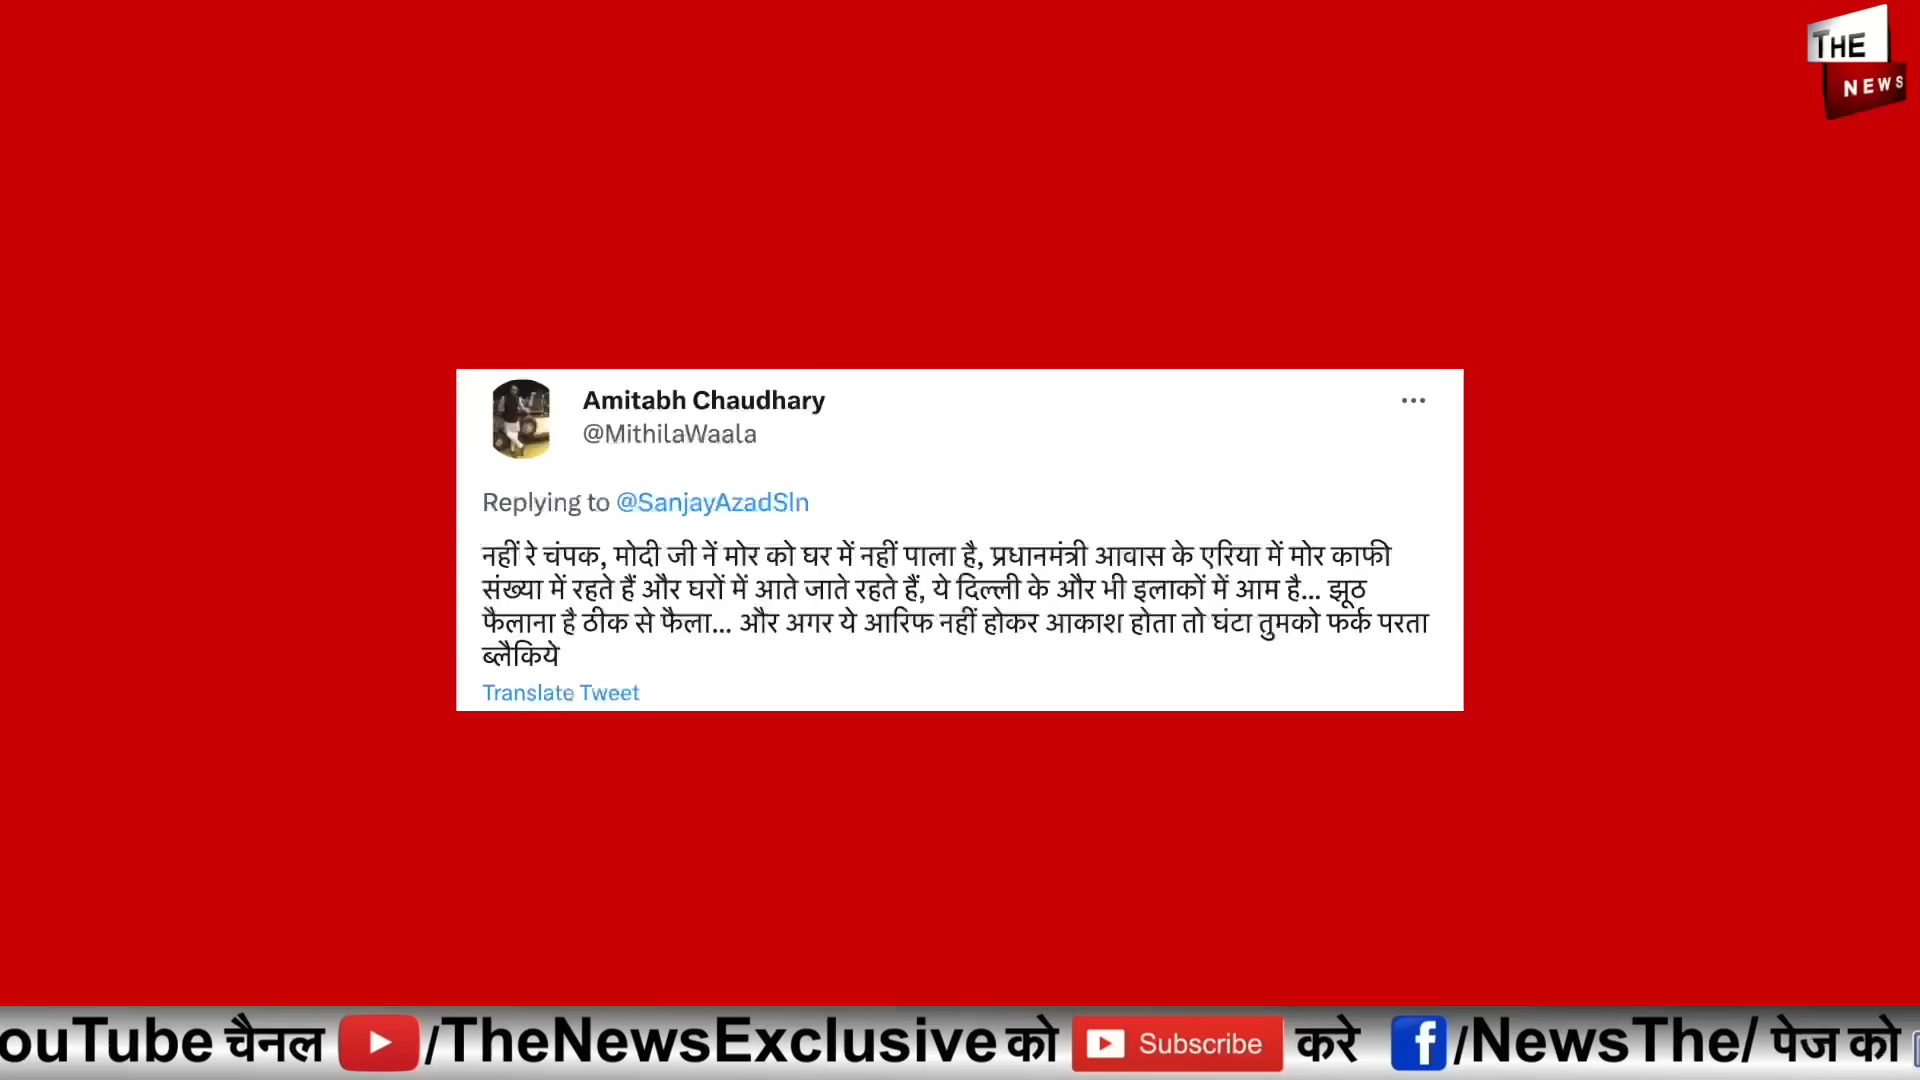 THE
NEWS
Amitabh Chaudhary
@MithilaWaala
Replying to @SanjayAzadSln
नहीं रे चंपक, मोदी जी नें मोर को घर में नहीं पाला है, प्रधानमंत्री आवास के एरिया में मोर काफी
संख्या में रहते हैं और घरों में आते जाते रहते हैं, ये दिल्ली के और भी इलाकों में आम है... झूठ
फैलाना है ठीक से फैला... और अगर ये आरिफ नहीं होकर आकाश होता तो घंटा तुमको फर्क परता
ब्लैकिये
Translate Tweet
ouTube चैनल /TheNewsExclusive को Subscribe करे f/NewsThe/ पेज को